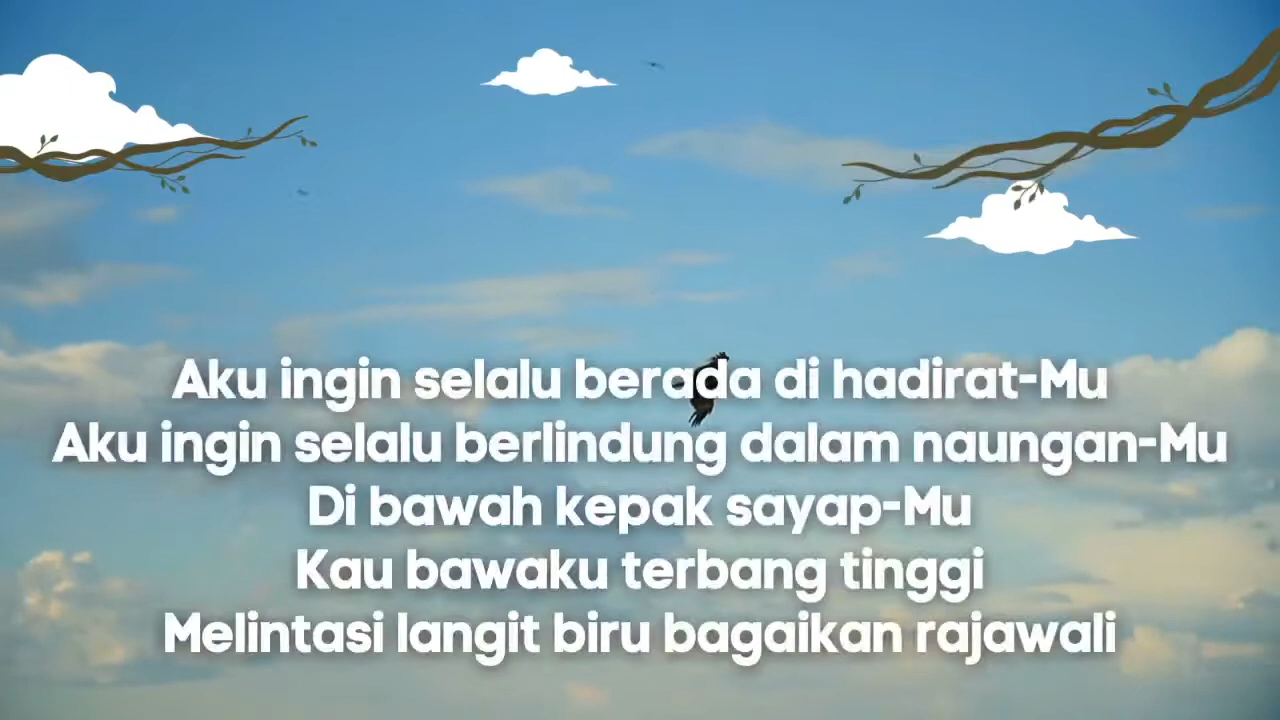 Aku ingin selalu berada di hadirat-Mu
Aku ingin selalu berlindung dalam naungan-Mu
Di bawah kepak sayap-Mu
Kau bawaku terbang tinggi
Melintasi langit biru bagaikan rajawali